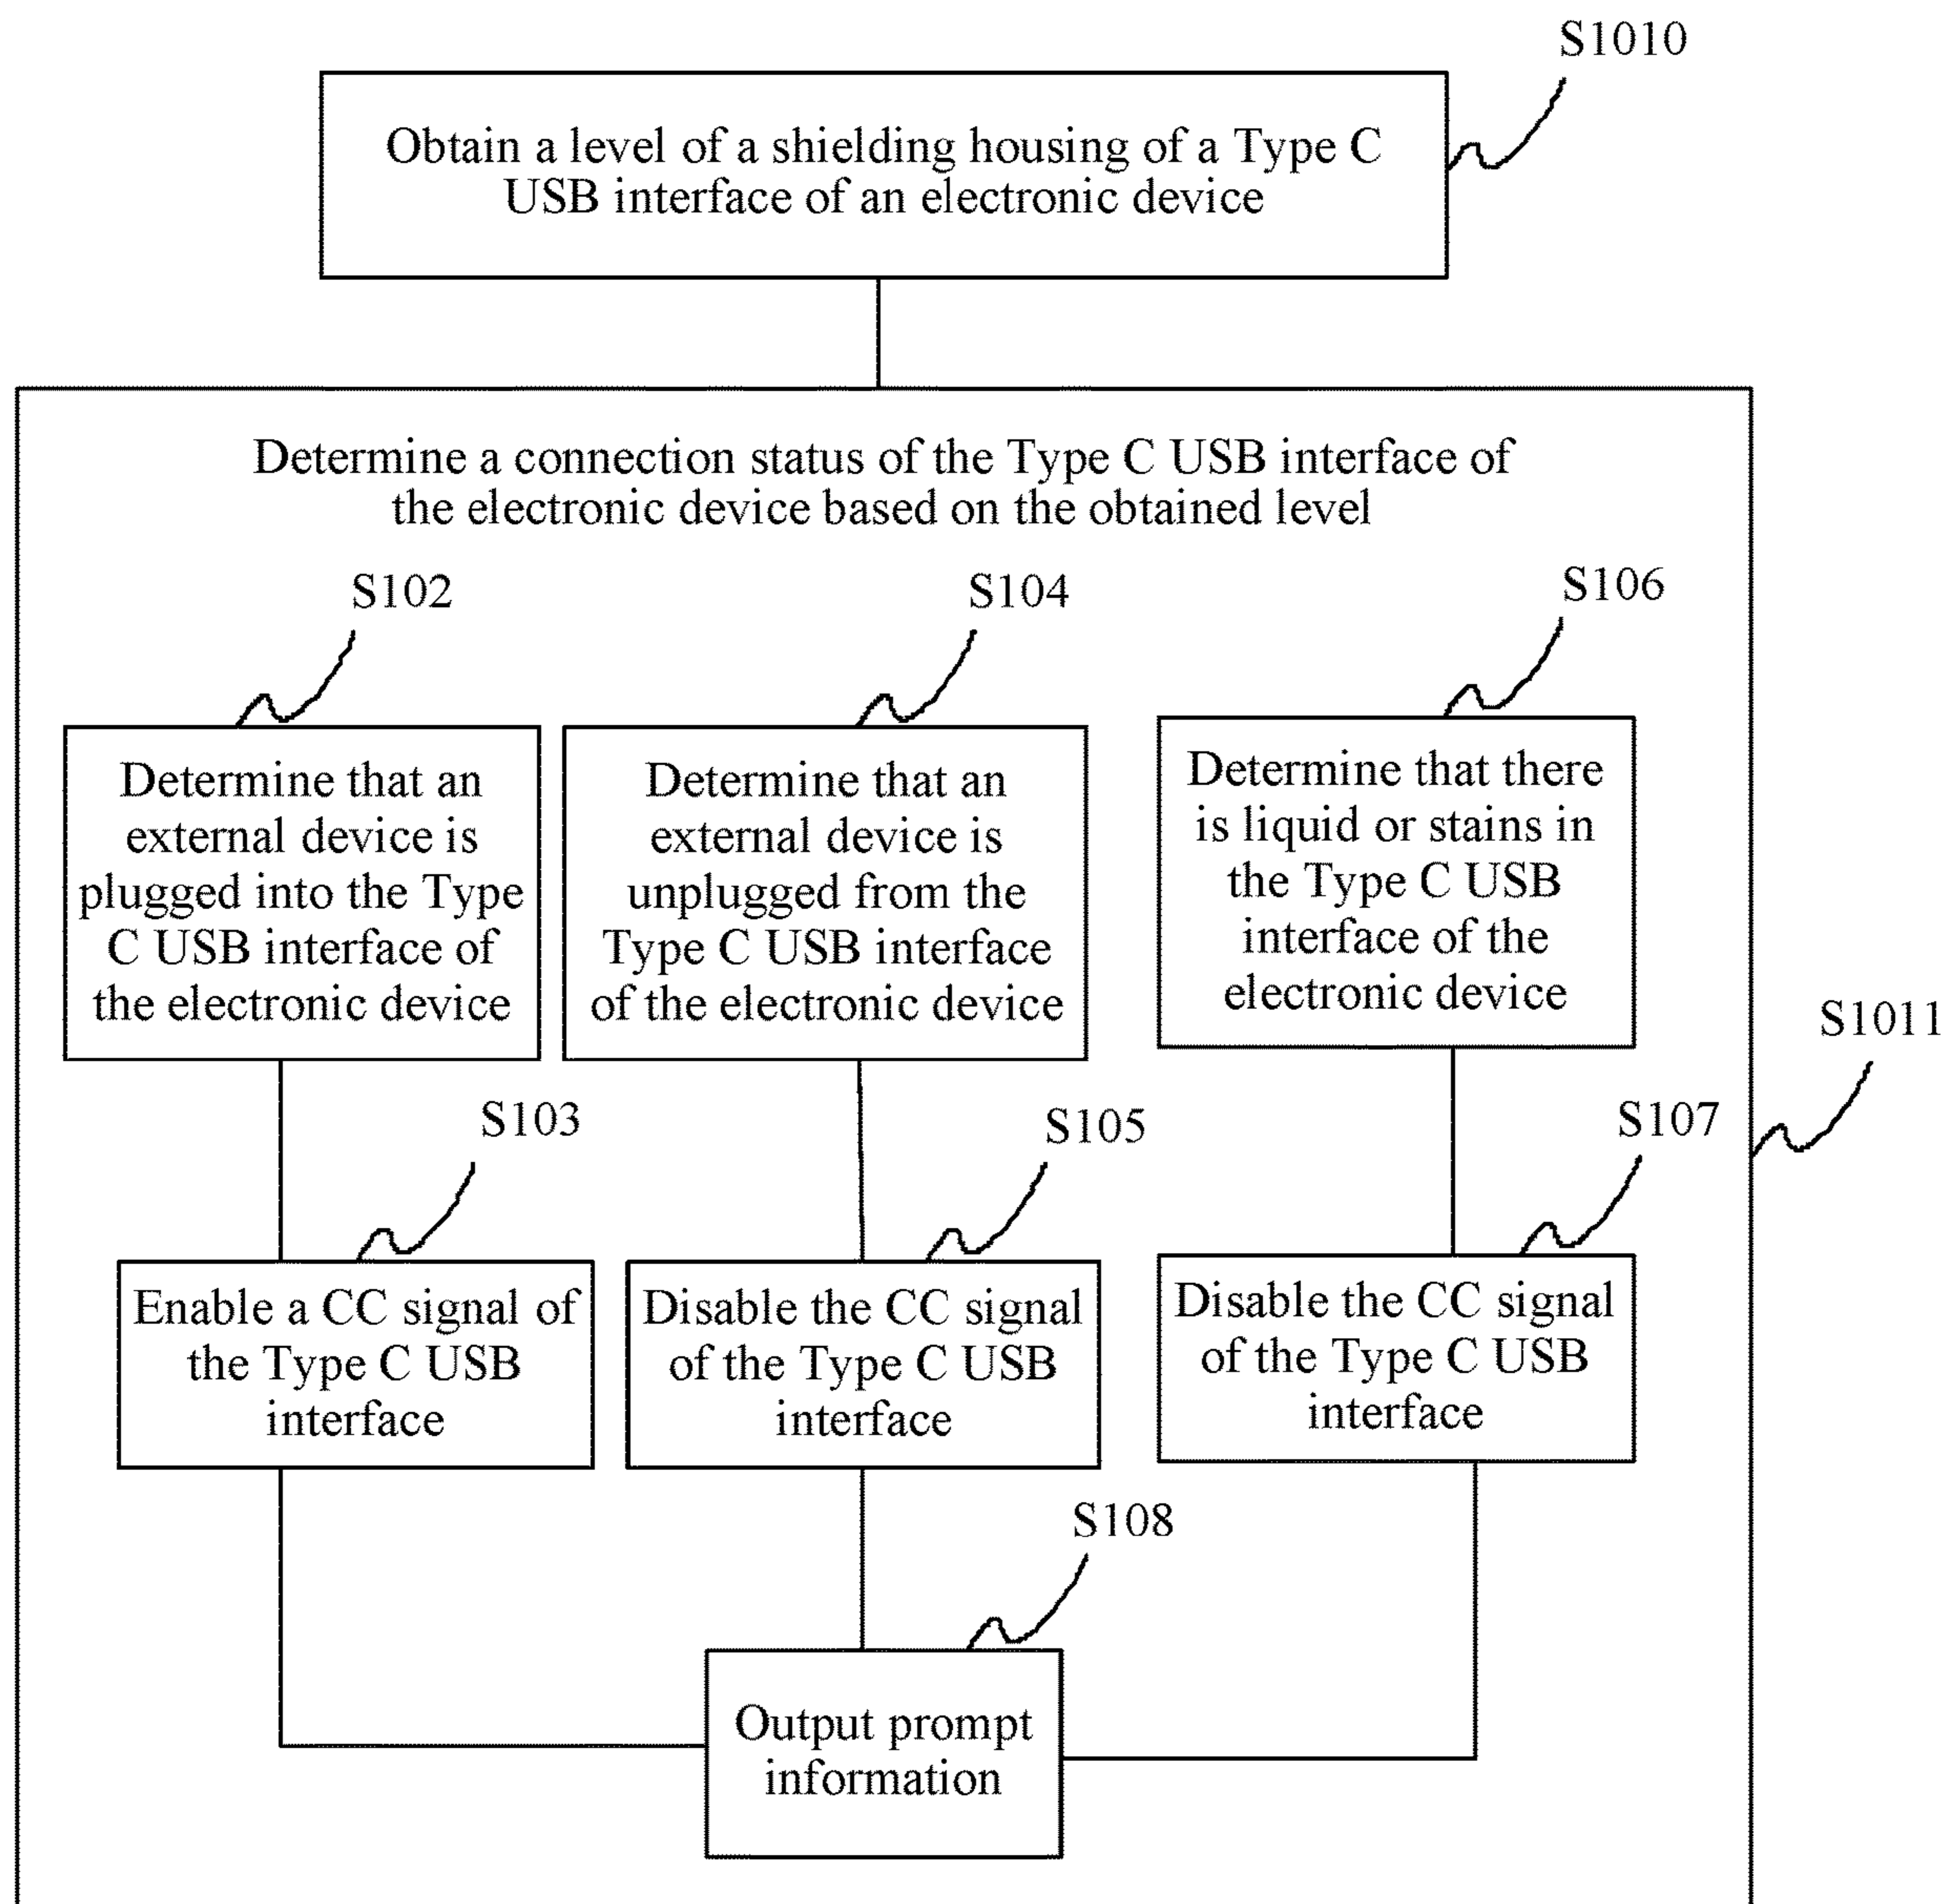 S1010
Obtain a level of a shielding housing of a Type C
USB interface of an electronic device
Determine a connection status of the Type C USB interface of
the electronic device based on the obtained level
S102
Determine that an
external device is
plugged into the Type
C USB interface of
the electronic device
S104
Determine that an
external device is
unplugged from the
Type C USB interface
of the electronic device
S106
Determine that there
is liquid or stains in
the Type C USB
interface of the
electronic device
S1011
S103
Enable a CC signal of
the Type C USB
interface
S105
Disable the CC signal
of the Type C USB
interface
S107
Disable the CC signal
of the Type C USB
interface
S108
Output prompt
information